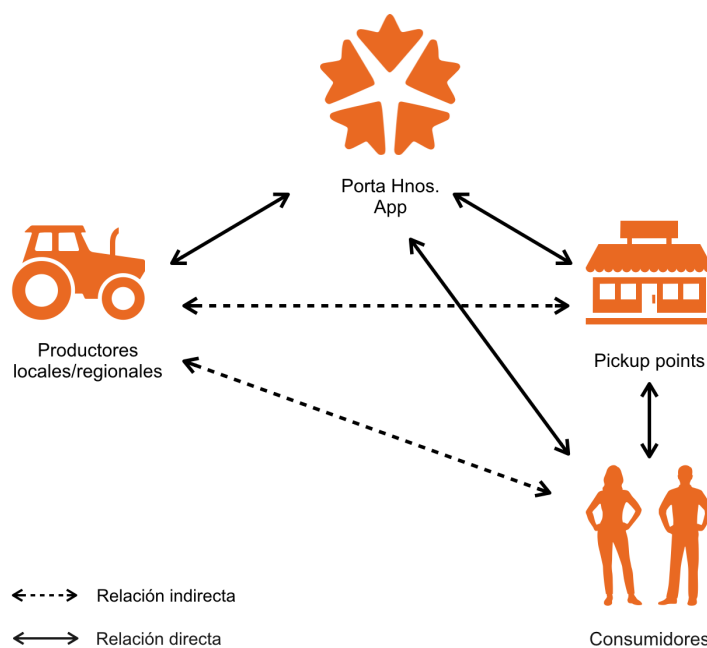 Porta Hnos.
App
Productores
locales/regionales
Pickup points
Relación indirecta
Relación directa
Consumidores